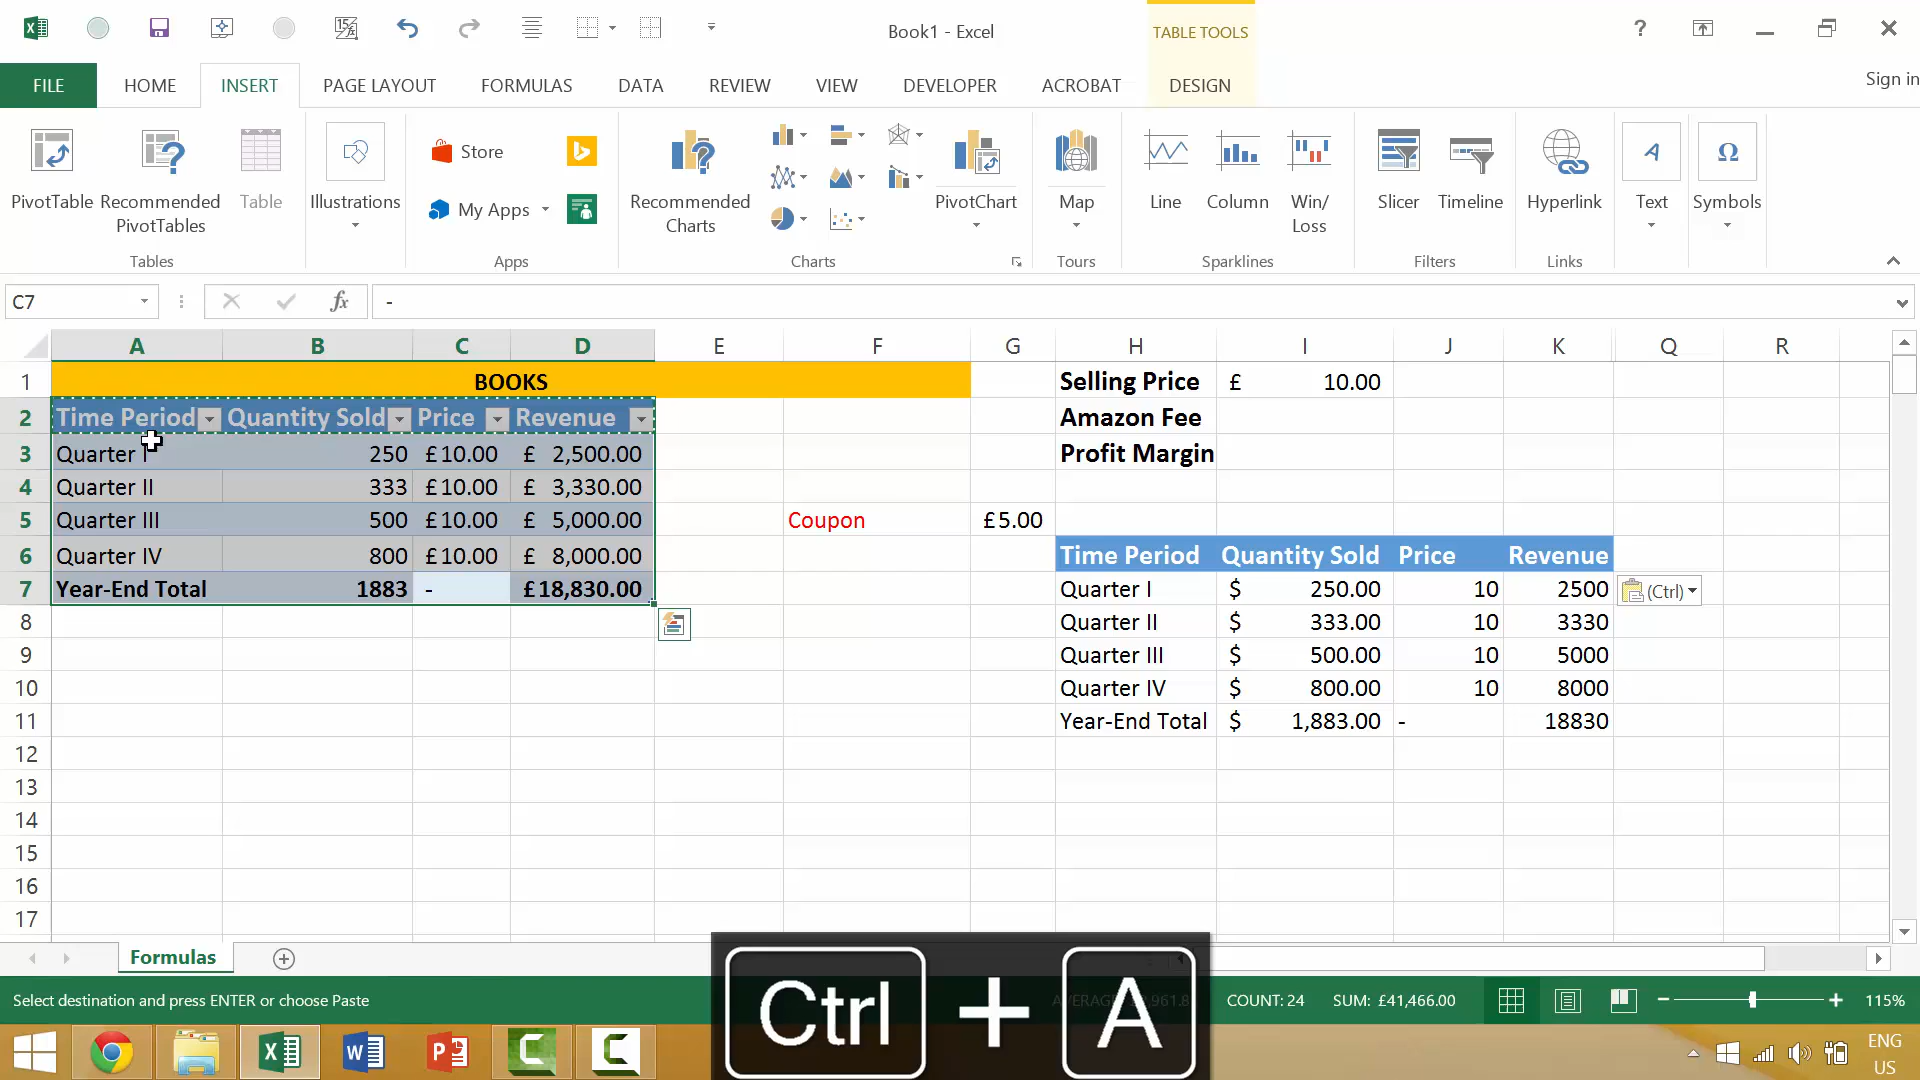 Book1 - Excel
TABLE TOOLS
?
FILE
HOME
INSERT
PAGE LAYOUT
FORMULAS
DATA
REVIEW
VIEW
DEVELOPER
ACROBAT
DESIGN
Sign in
PivotTable
Recommended
PivotTables
Table
Illustrations
Store
My Apps
Recommended
Charts
PivotChart
Map
Line
Column
Win/
Loss
Slicer
Timeline
Hyperlink
Text
Symbols
Tables
Apps
Charts
Tours
Sparklines
Filters
Links
C7
fx
-
A B C D E F G H I J K Q R
1 BOOKS Selling Price £ 10.00
2 Time Period Quantity Sold Price Revenue Amazon Fee
3 Quarter I 250 £10.00 £ 2,500.00 Profit Margin
4 Quarter II 333 £10.00 £ 3,330.00
5 Quarter III 500 £10.00 £ 5,000.00 Coupon £5.00
6 Quarter IV 800 £10.00 £ 8,000.00 Time Period Quantity Sold Price Revenue
7 Year-End Total 1883 - £18,830.00 Quarter I $ 250.00 10 2500 (Ctrl)
8 Quarter II $ 333.00 10 3330
9 Quarter III $ 500.00 10 5000
10 Quarter IV $ 800.00 10 8000
11 Year-End Total $ 1,883.00 - 18830
12
13
14
15
16
17
Formulas
Select destination and press ENTER or choose Paste
COUNT: 24
SUM: £41,466.00
115%
Ctrl + A
ENG
US